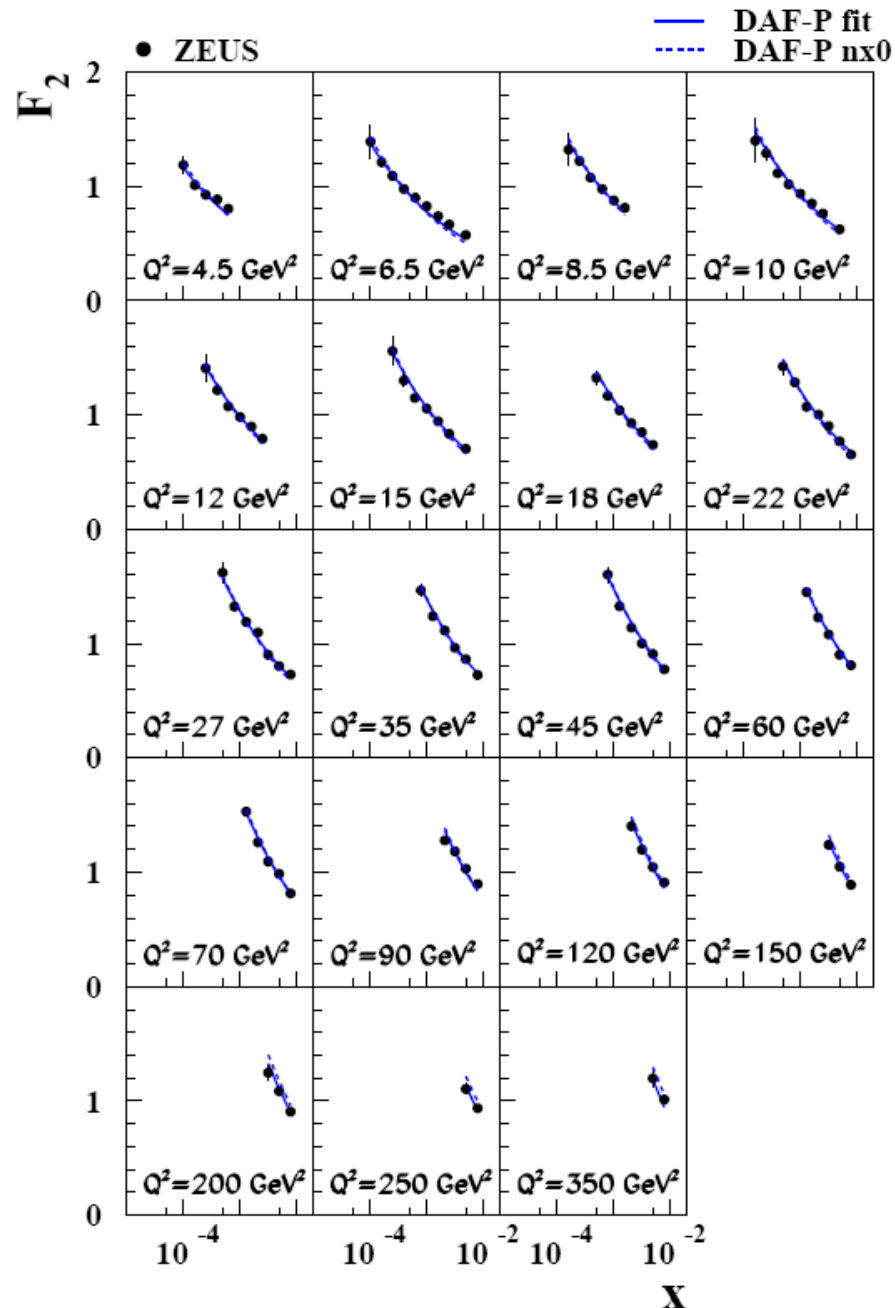 DAF-P fit
ZEUS DAF-P nx0
F2
2
1
Q²=4.5 GeV² Q²=6.5 GeV² Q²=8.5 GeV² Q²=10 GeV²
0
1
Q²=12 GeV² Q²=15 GeV² Q²=18 GeV² Q²=22 GeV²
0
1
Q²=27 GeV² Q²=35 GeV² Q²=45 GeV² Q²=60 GeV²
0
1
Q²=70 GeV² Q²=90 GeV² Q²=120 GeV² Q²=150 GeV²
0
1
Q²=200 GeV² Q²=250 GeV² Q²=350 GeV²
0
10⁻⁴ 10⁻² 10⁻⁴ 10⁻²
x